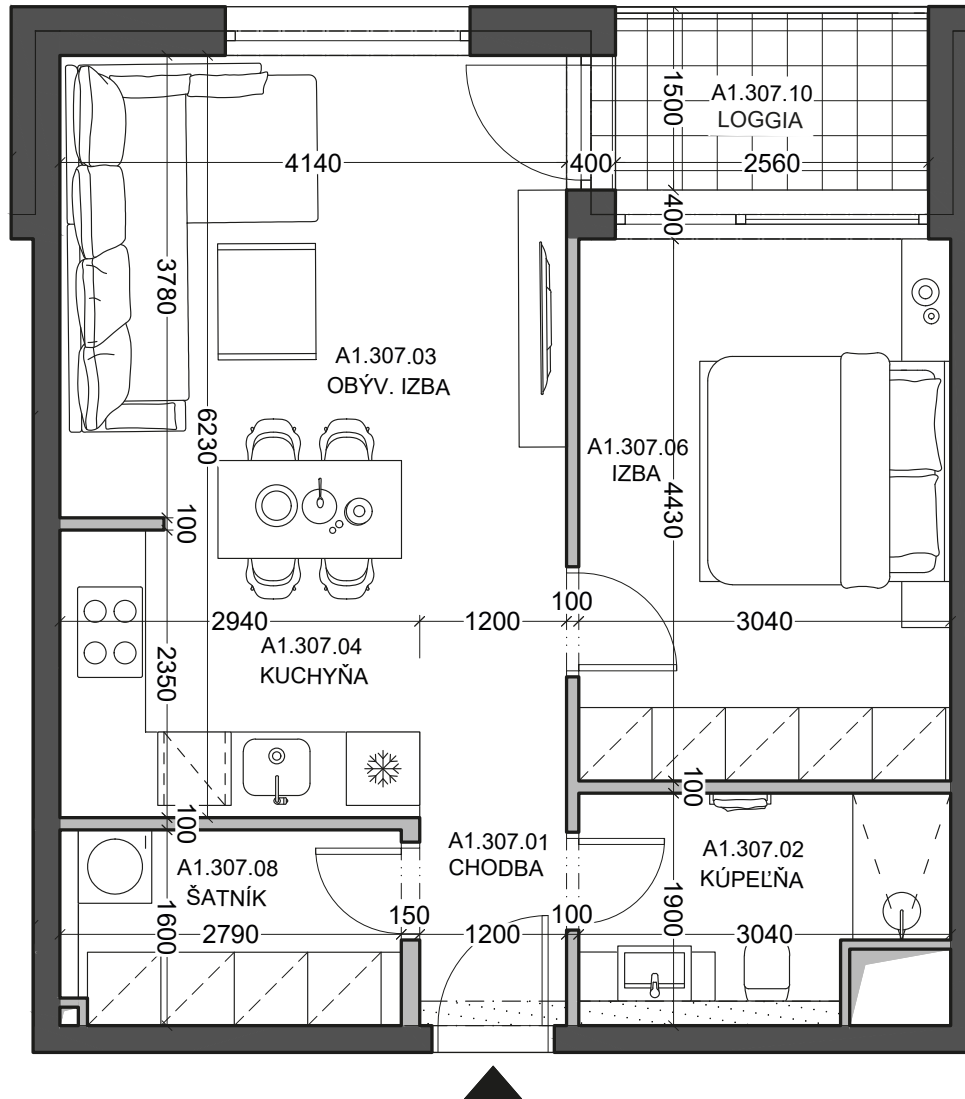 A1.307.10
LOGGIA
1500
4140
400
2560
400
3780
A1.307.03
OBÝV. IZBA
6230
A1.307.06
IZBA
4430
100
100
2940
1200
3040
A1.307.04
KUCHYŇA
2350
100
100
A1.307.01
CHODBA
A1.307.02
KÚPEĽŇA
A1.307.08
ŠATNÍK
1600
2790
150
1200
100
1900
3040